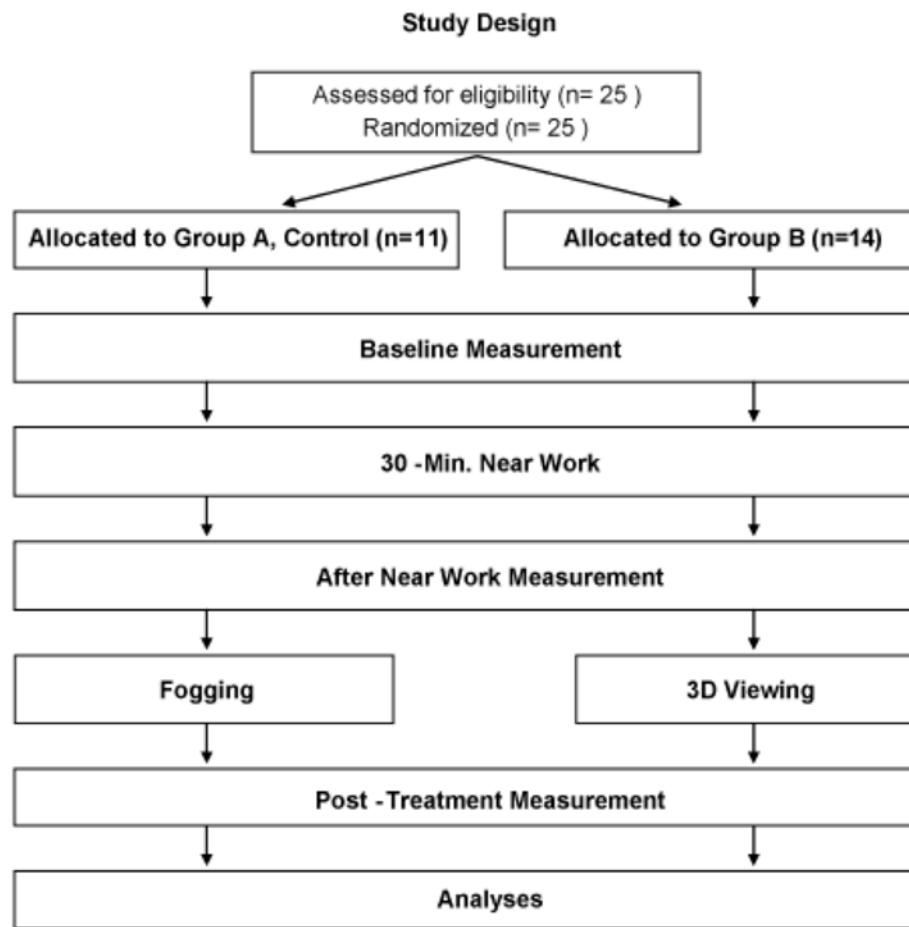 Study Design
Assessed for eligibility (n= 25 )
Randomized (n= 25 )
Allocated to Group A, Control (n=11)
Allocated to Group B (n=14)
Baseline Measurement
30 -Min. Near Work
After Near Work Measurement
Fogging
3D Viewing
Post -Treatment Measurement
Analyses